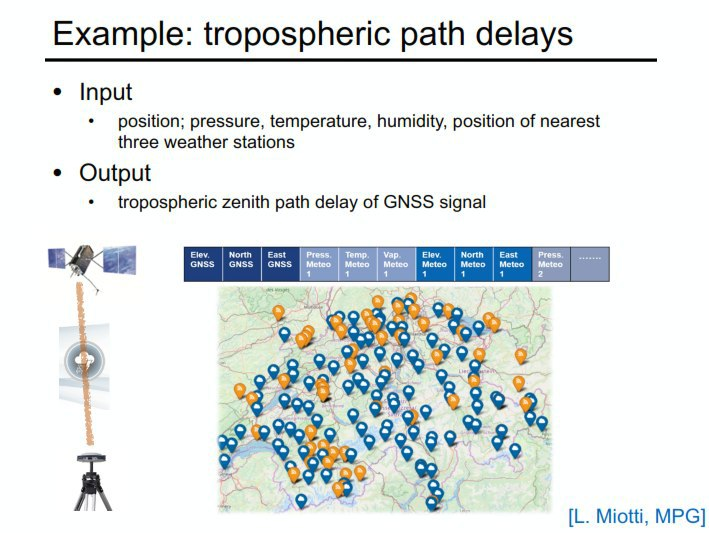 Example: tropospheric path delays
• Input
• position; pressure, temperature, humidity, position of nearest
three weather stations
• Output
• tropospheric zenith path delay of GNSS signal
Elev. GNSS North GNSS East GNSS Press. Meteo 1 Temp. Meteo 1 Vap. Meteo 1 Elev. Meteo 1 North Meteo 1 East Meteo 1 Press. Meteo 2 .......
[L. Miotti, MPG]